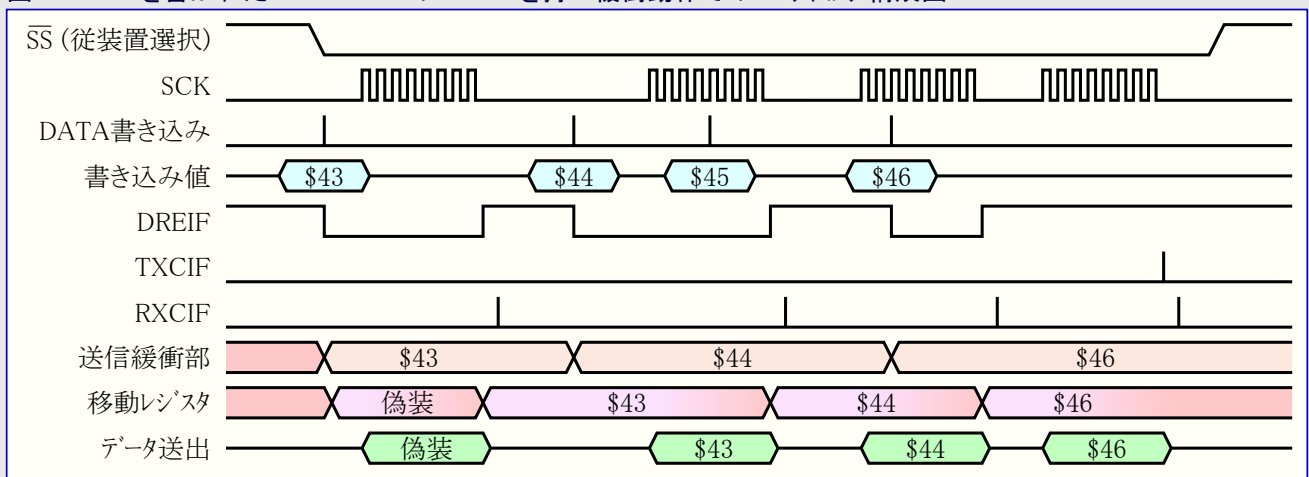 SS (従装置選択)
SCK
DATA書き込み
書き込み値 $43 $44 $45 $46
DREIF
TXCIF
RXCIF
送信緩衝部 $43 $44 $46
移動ﾚｼﾞｽﾀ 偽装 $43 $44 $46
ﾃﾞｰﾀ送出 偽装 $43 $44 $46